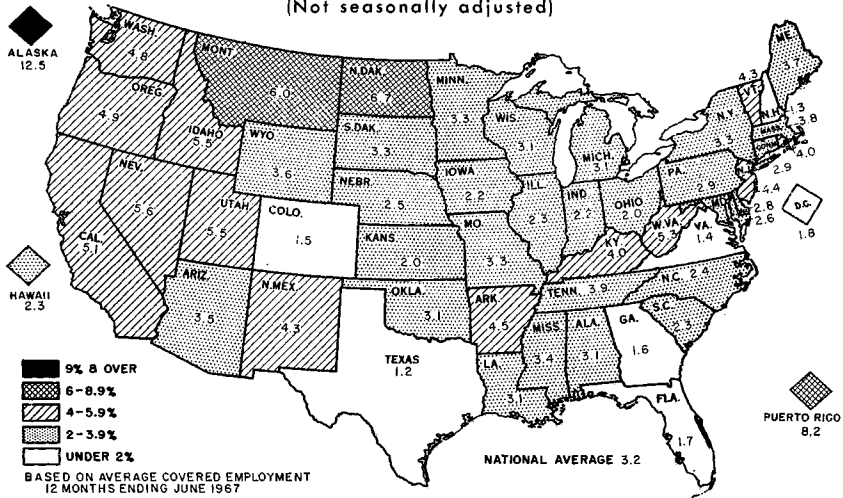 (Not seasonally adjusted)
ALASKA
12.5
WASH.
4.8
MONT
6.0
N.DAK.
6.7
MINN.
3.3
ME.
3.7
OREG.
4.9
IDAHO
5.5
WYO
3.6
S.DAK.
3.3
WIS.
3.1
MICH.
3.1
N.Y.
3.3
4.3
VT.
N.H.
1.3
MASS.
3.8
CONN.
4.0
2.9
NEV.
5.6
UTAH
5.5
COLO.
1.5
NEBR.
2.5
IOWA
2.2
ILL.
2.3
IND
2.2
OHIO
2.0
PA.
2.9
4.4
MD.
2.8
2.6
D.C.
1.8
CAL.
5.1
KANS
2.0
MO.
3.3
KY
4.0
W.VA.
5.3
VA.
1.4
HAWAII
2.3
ARIZ.
3.5
N.MEX.
4.3
OKLA.
3.1
ARK.
4.5
TENN. 3.9
N.C. 2.4
S.C.
2.3
TEXAS
1.2
LA.
3.1
MISS.
3.4
ALA.
3.1
GA.
1.6
FLA.
1.7
PUERTO RICO
8.2
9% 8 OVER
6-8.9%
4-5.9%
2-3.9%
UNDER 2%
NATIONAL AVERAGE 3.2
BASED ON AVERAGE COVERED EMPLOYMENT
12 MONTHS ENDING JUNE 1967